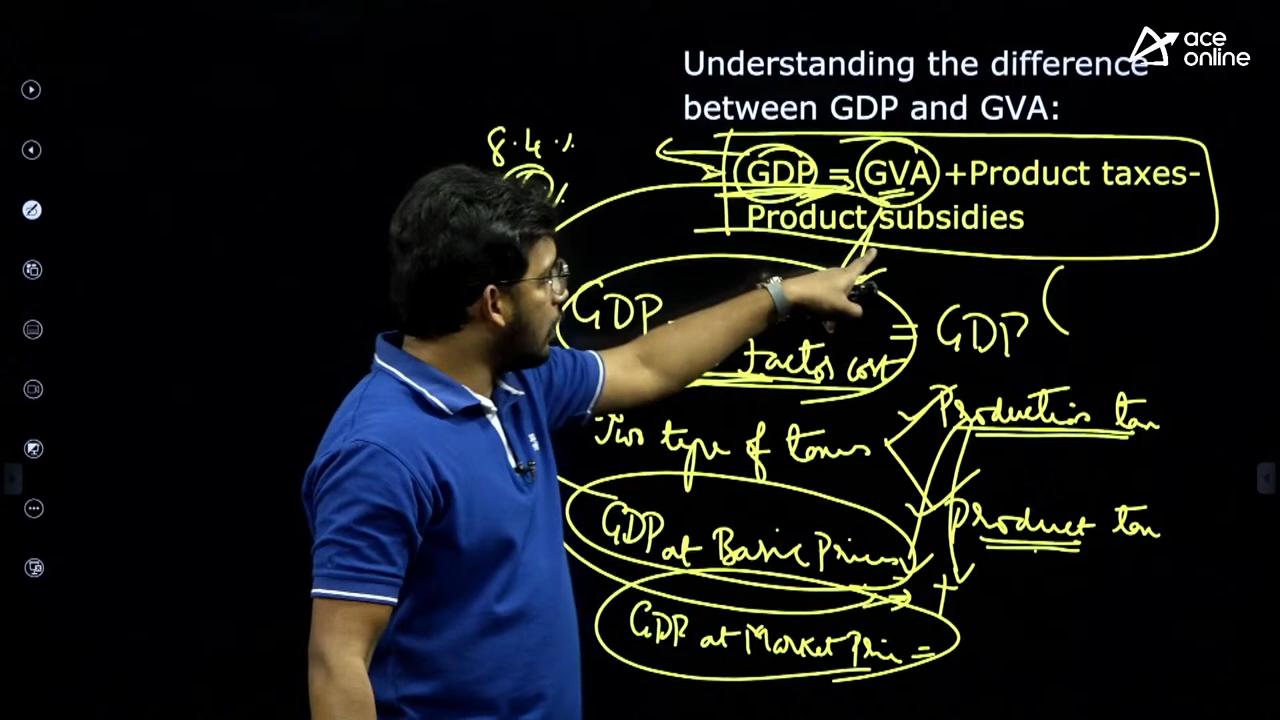 ace
online
Understanding the difference
between GDP and GVA:
8.4 %
GDP = GVA +Product taxes-
Product subsidies
GDP
= GDP (
factor cost
Two type of taxes
Production tax
GDP at Basic Prices
Product tax
+
GDP at Market Price =